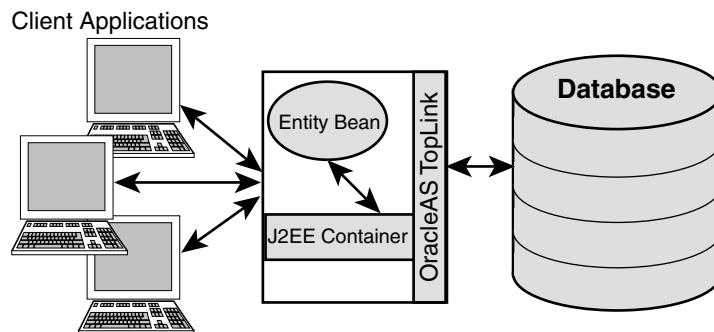 Client Applications
Entity Bean
J2EE Container
OracleAS TopLink
Database